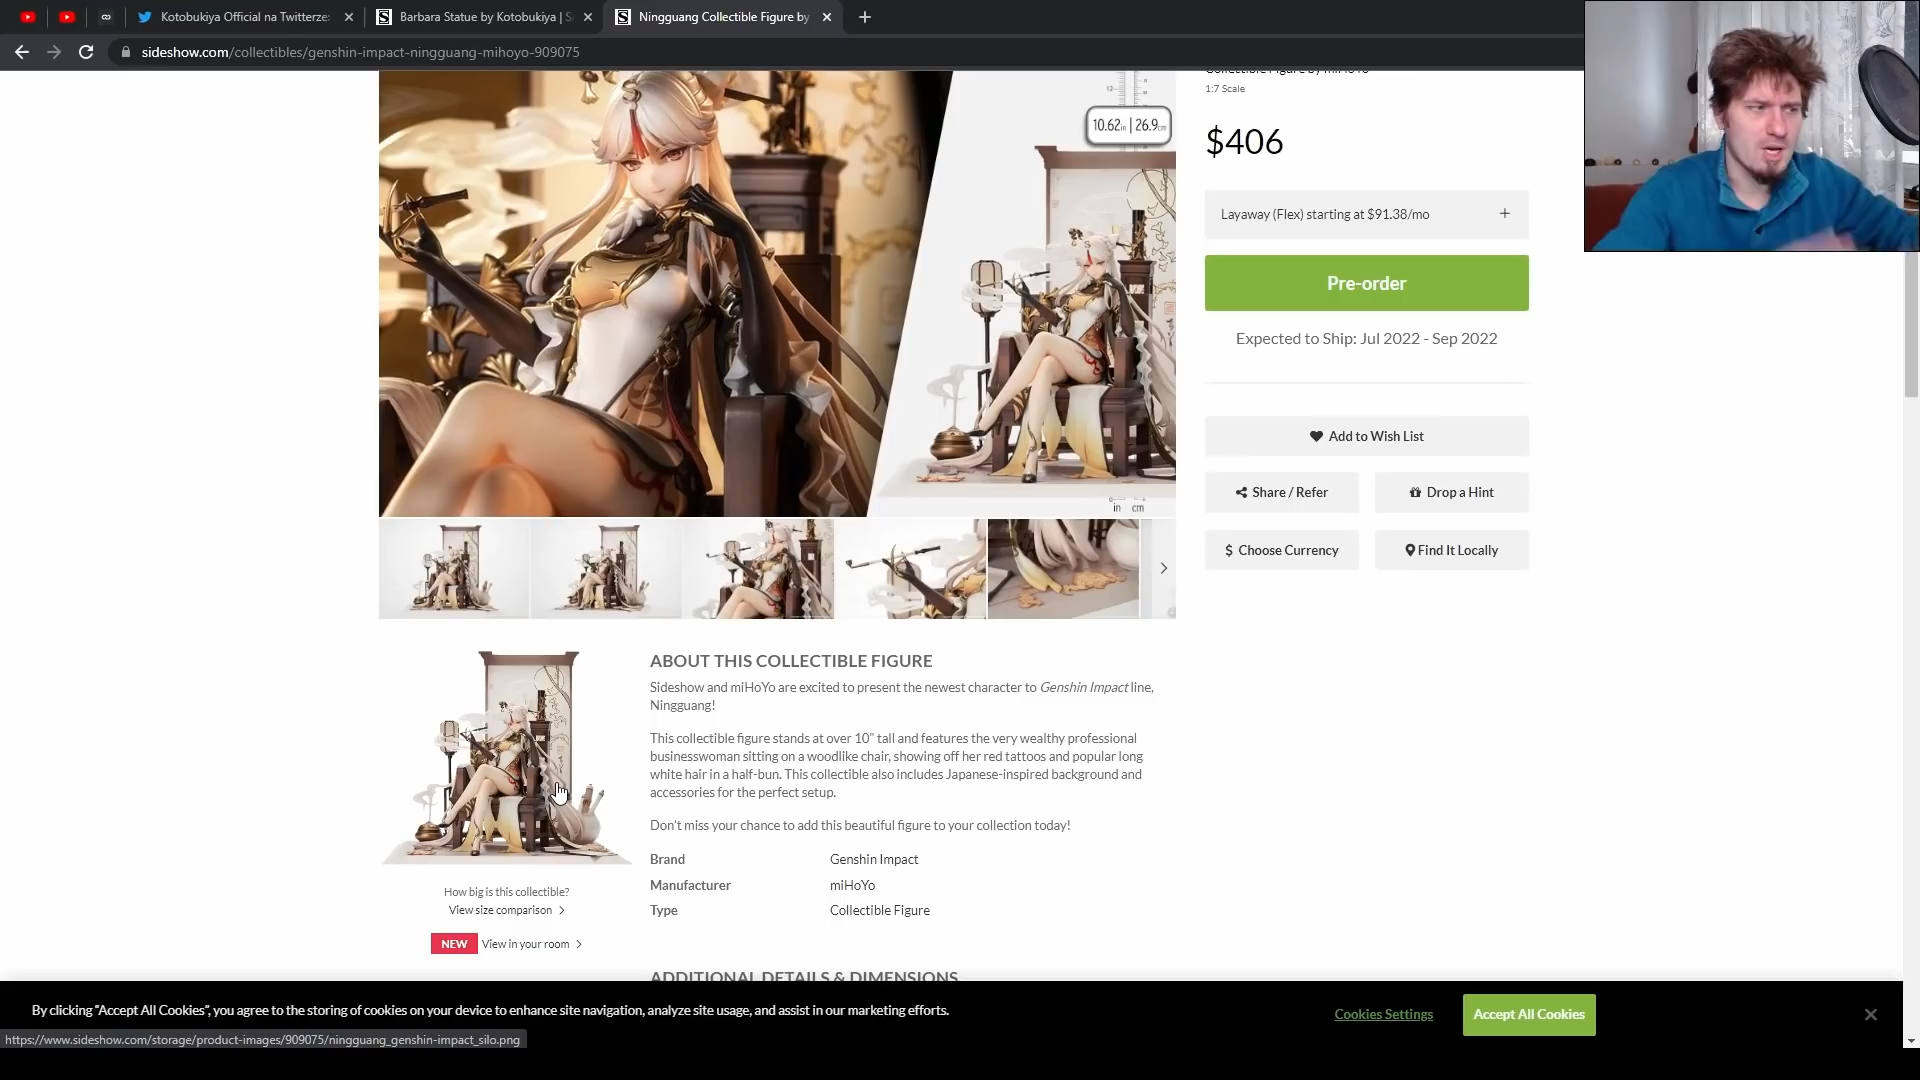 Kotobukiya Official na Twitterze:
Barbara Statue by Kotobukiya | S
Ningguang Collectible Figure by
sideshow.com/collectibles/genshin-impact-ningguang-mihoyo-909075
Collectible Figure by miHoYo
1:7 Scale
$406
Layaway (Flex) starting at $91.38/mo
Pre-order
Expected to Ship: Jul 2022 - Sep 2022
Add to Wish List
Share / Refer
Drop a Hint
$ Choose Currency
Find It Locally
12
10.62in | 26.9cm
in cm
ABOUT THIS COLLECTIBLE FIGURE
Sideshow and miHoYo are excited to present the newest character to Genshin Impact line,
Ningguang!
This collectible figure stands at over 10" tall and features the very wealthy professional
businesswoman sitting on a woodlike chair, showing off her red tattoos and popular long
white hair in a half-bun. This collectible also includes Japanese-inspired background and
accessories for the perfect setup.
Don't miss your chance to add this beautiful figure to your collection today!
Brand Genshin Impact
Manufacturer miHoYo
Type Collectible Figure
How big is this collectible?
View size comparison
NEW View in your room
ADDITIONAL DETAILS & DIMENSIONS
By clicking "Accept All Cookies", you agree to the storing of cookies on your device to enhance site navigation, analyze site usage, and assist in our marketing efforts.
Cookies Settings
Accept All Cookies
https://www.sideshow.com/storage/product-images/909075/ningguang_genshin-impact_silo.png